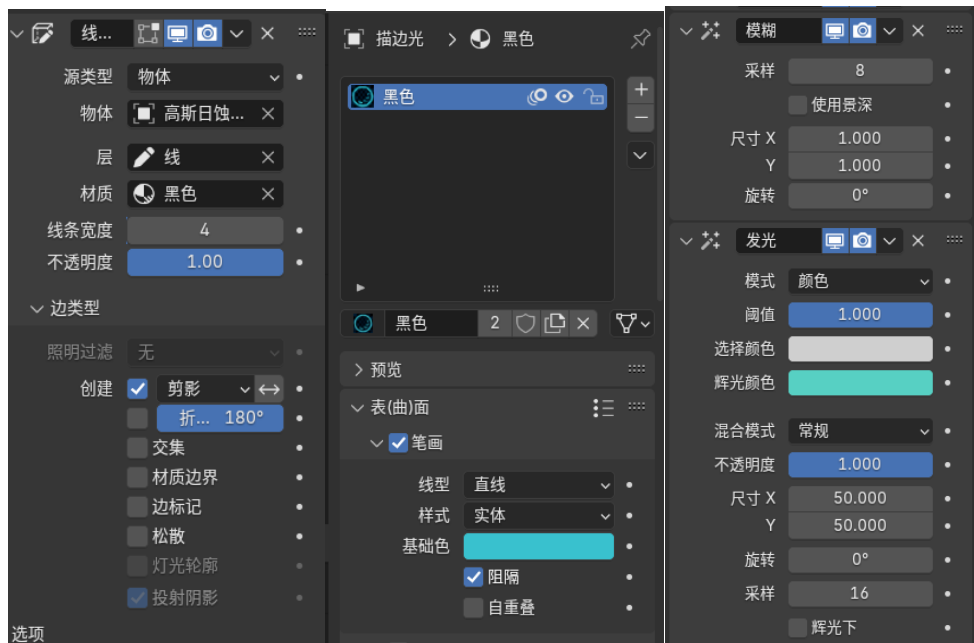 线...
源类型 物体
物体 高斯日蚀...
层 线
材质 黑色
线条宽度 4
不透明度 1.00
边类型
照明过滤 无
创建 剪影
折... 180°
交集
材质边界
边标记
松散
灯光轮廓
投射阴影
选项
描边光 > 黑色
黑色
黑色 2
预览
表(曲)面
笔画
线型 直线
样式 实体
基础色
阻隔
自重叠
模糊
采样 8
使用景深
尺寸 X 1.000
Y 1.000
旋转 0°
发光
模式 颜色
阈值 1.000
选择颜色
辉光颜色
混合模式 常规
不透明度 1.000
尺寸 X 50.000
Y 50.000
旋转 0°
采样 16
辉光下